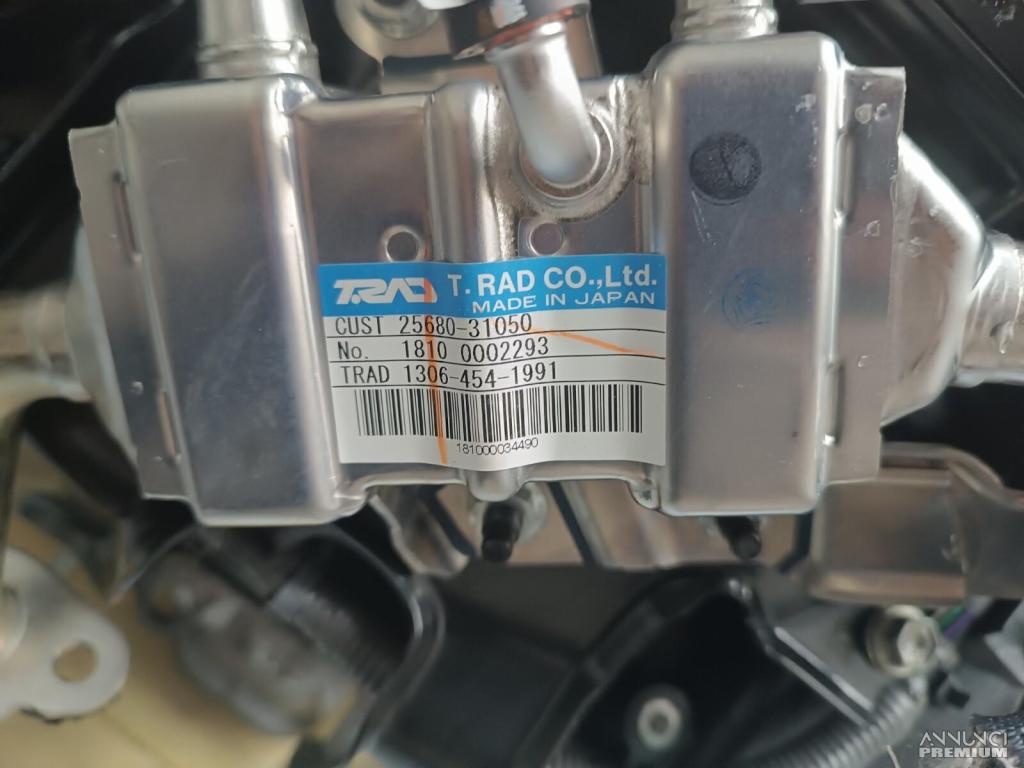 TRAD T. RAD CO.,Ltd.
MADE IN JAPAN
CUST 25680-31050
No. 1810 0002293
TRAD 1306-454-1991
181000034490
ANNUNCI
PREMIUM